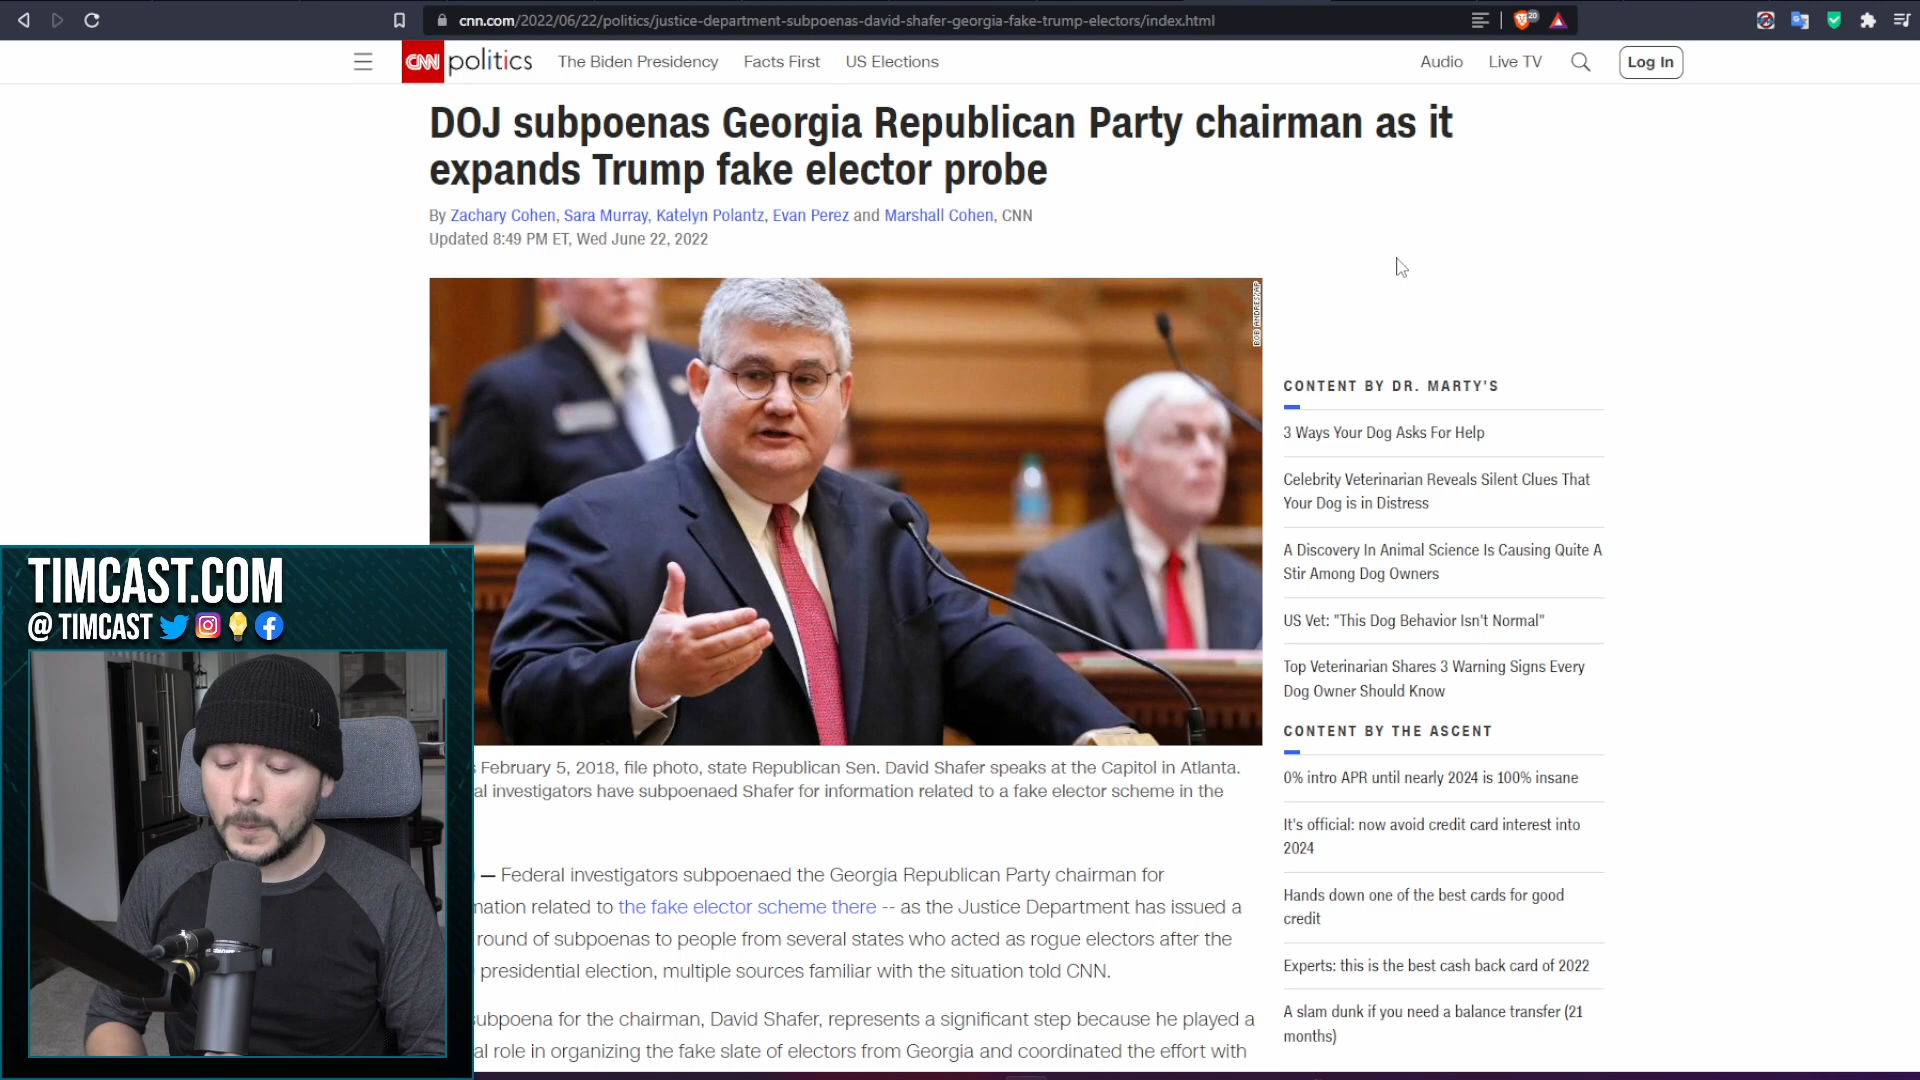 cnn.com/2022/06/22/politics/justice-department-subpoenas-david-shafer-georgia-fake-trump-electors/index.html
20
CNN politics The Biden Presidency Facts First US Elections Audio Live TV Log In
DOJ subpoenas Georgia Republican Party chairman as it
expands Trump fake elector probe
By Zachary Cohen, Sara Murray, Katelyn Polantz, Evan Perez and Marshall Cohen, CNN
Updated 8:49 PM ET, Wed June 22, 2022
BOB ANDRES/AP
February 5, 2018, file photo, state Republican Sen. David Shafer speaks at the Capitol in Atlanta.
al investigators have subpoenaed Shafer for information related to a fake elector scheme in the
— Federal investigators subpoenaed the Georgia Republican Party chairman for
mation related to the fake elector scheme there -- as the Justice Department has issued a
round of subpoenas to people from several states who acted as rogue electors after the
presidential election, multiple sources familiar with the situation told CNN.
ubpoena for the chairman, David Shafer, represents a significant step because he played a
al role in organizing the fake slate of electors from Georgia and coordinated the effort with
CONTENT BY DR. MARTY'S
3 Ways Your Dog Asks For Help
Celebrity Veterinarian Reveals Silent Clues That
Your Dog is in Distress
A Discovery In Animal Science Is Causing Quite A
Stir Among Dog Owners
US Vet: "This Dog Behavior Isn't Normal"
Top Veterinarian Shares 3 Warning Signs Every
Dog Owner Should Know
CONTENT BY THE ASCENT
0% intro APR until nearly 2024 is 100% insane
It's official: now avoid credit card interest into
2024
Hands down one of the best cards for good
credit
Experts: this is the best cash back card of 2022
A slam dunk if you need a balance transfer (21
months)
TIMCAST.COM
@ TIMCAST